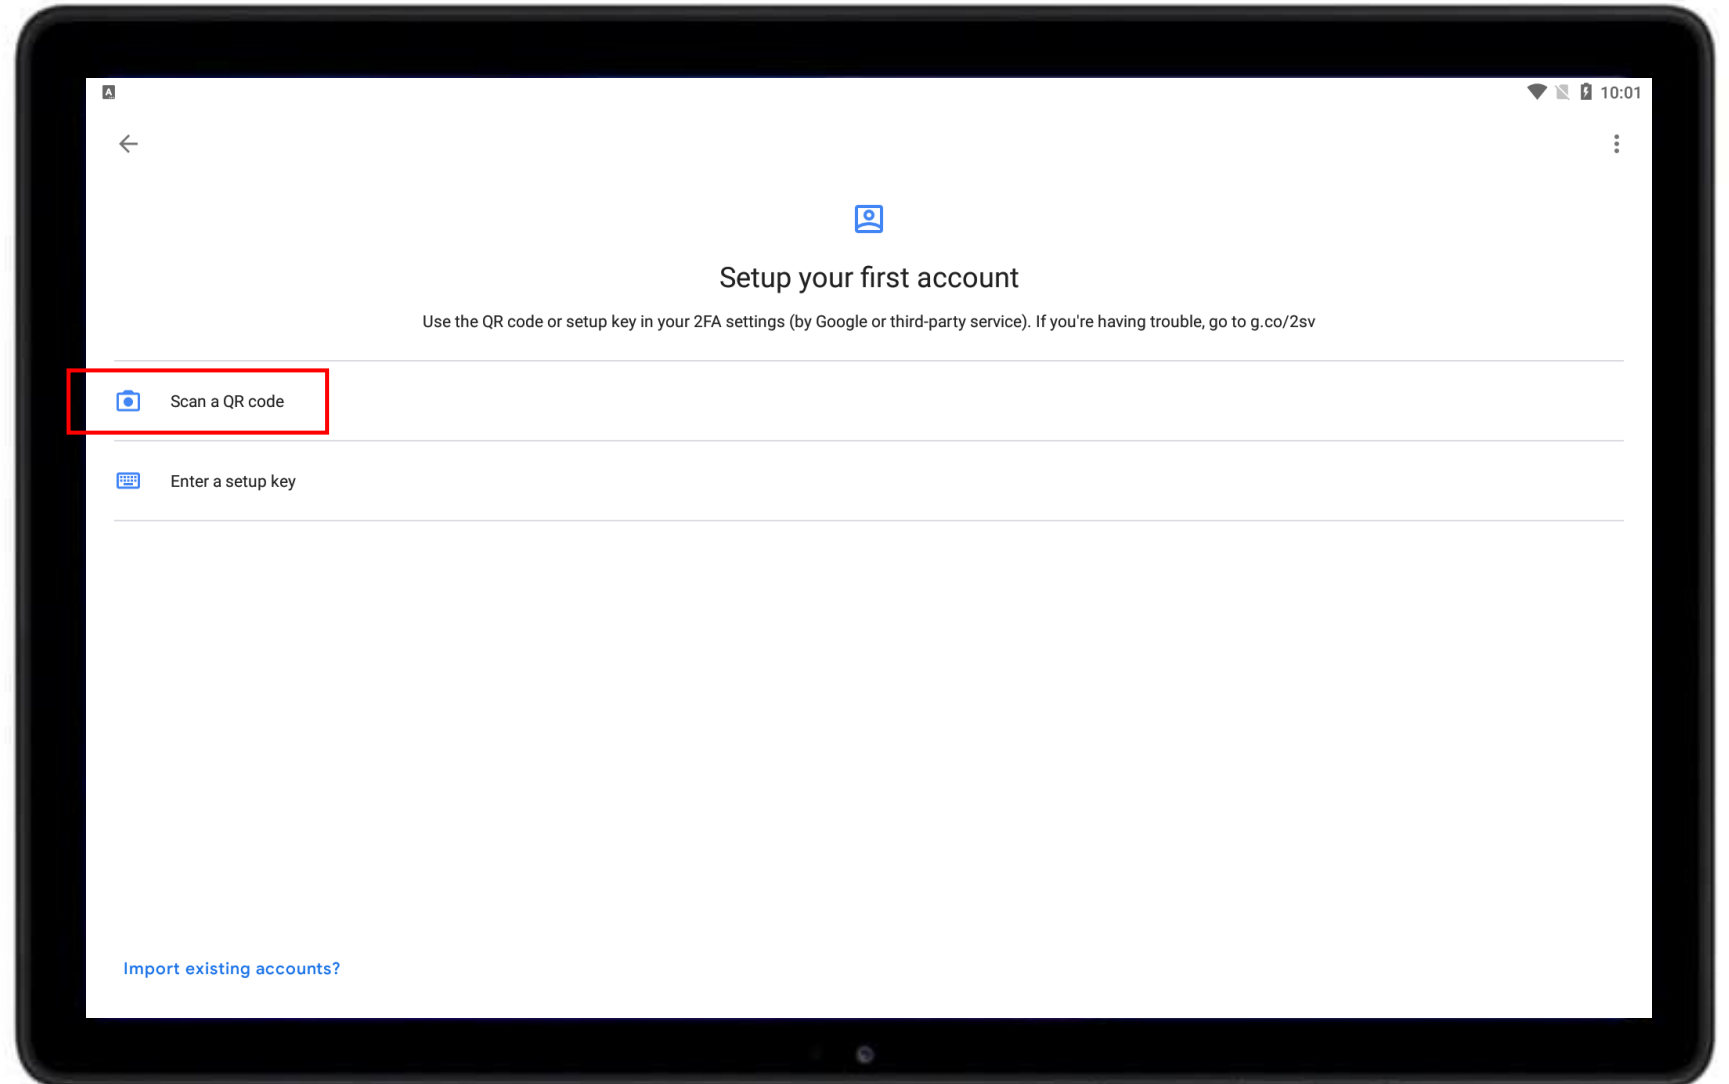 A
10:01
Setup your first account
Use the QR code or setup key in your 2FA settings (by Google or third-party service). If you're having trouble, go to g.co/2sv
Scan a QR code
Enter a setup key
Import existing accounts?